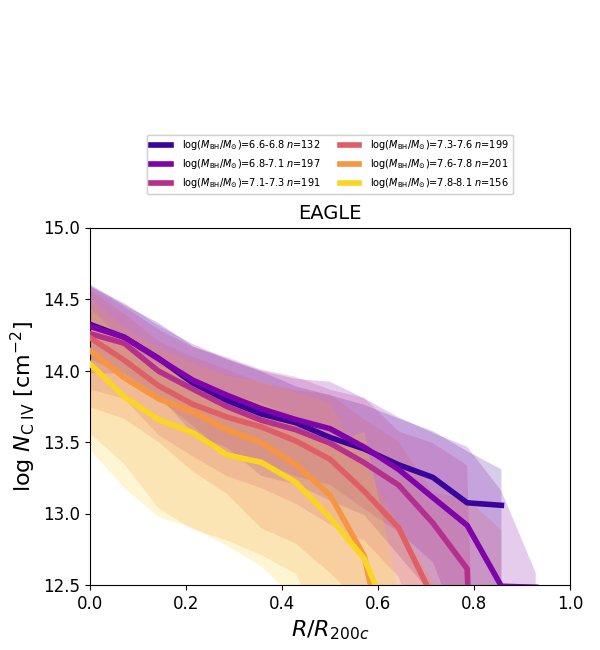 log(M_BH/M_⊙)=6.6-6.8 n=132
log(M_BH/M_⊙)=6.8-7.1 n=197
log(M_BH/M_⊙)=7.1-7.3 n=191
log(M_BH/M_⊙)=7.3-7.6 n=199
log(M_BH/M_⊙)=7.6-7.8 n=201
log(M_BH/M_⊙)=7.8-8.1 n=156
EAGLE
log N_C IV [cm⁻²]
15.0
14.5
14.0
13.5
13.0
12.5
0.0 0.2 0.4 0.6 0.8 1.0
R/R_200c